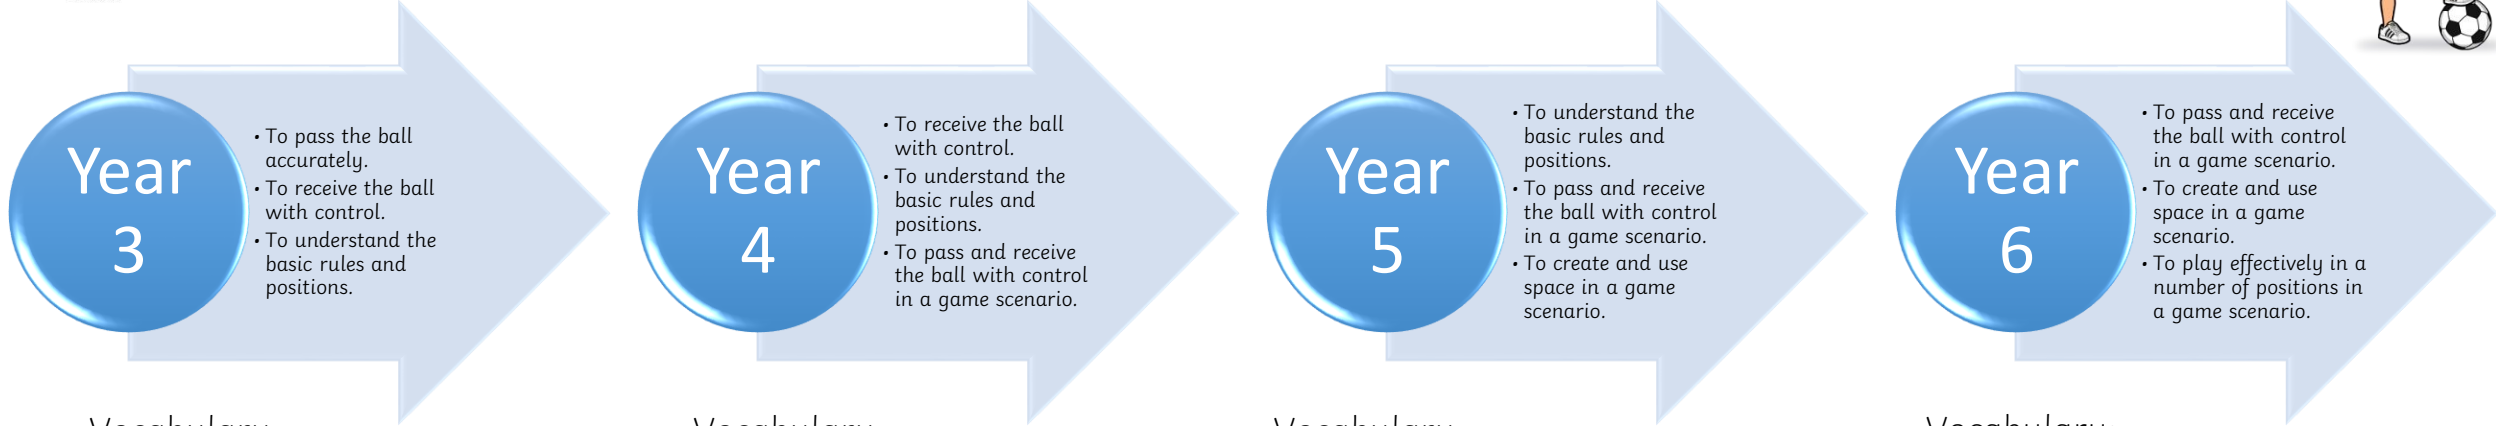 Year
3
• To pass the ball
accurately.
• To receive the ball
with control.
• To understand the
basic rules and
positions.
Vocabulary
Year
4
• To receive the ball
with control.
• To understand the
basic rules and
positions.
• To pass and receive
the ball with control
in a game scenario.
Vocabulary
Year
5
• To understand the
basic rules and
positions.
• To pass and receive
the ball with control
in a game scenario.
• To create and use
space in a game
scenario.
Vocabulary
Year
6
• To pass and receive
the ball with control
in a game scenario.
• To create and use
space in a game
scenario.
• To play effectively in a
number of positions in
a game scenario.
Vocabulary